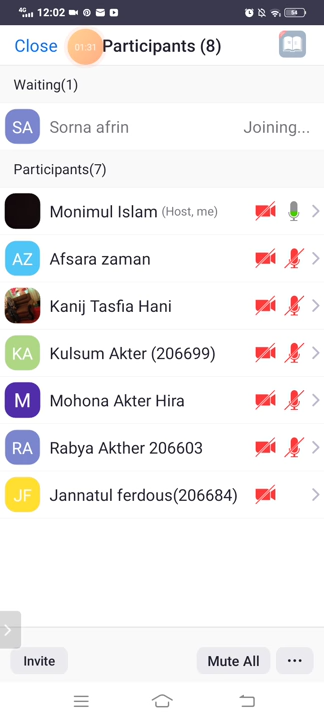 4G 12:02 54
Close 01:31 Participants (8)
Waiting(1)
SA Sorna afrin Joining...
Participants(7)
Monimul Islam (Host, me)
AZ Afsara zaman
Kanij Tasfia Hani
KA Kulsum Akter (206699)
M Mohona Akter Hira
RA Rabya Akther 206603
JF Jannatul ferdous(206684)
Invite Mute All ...